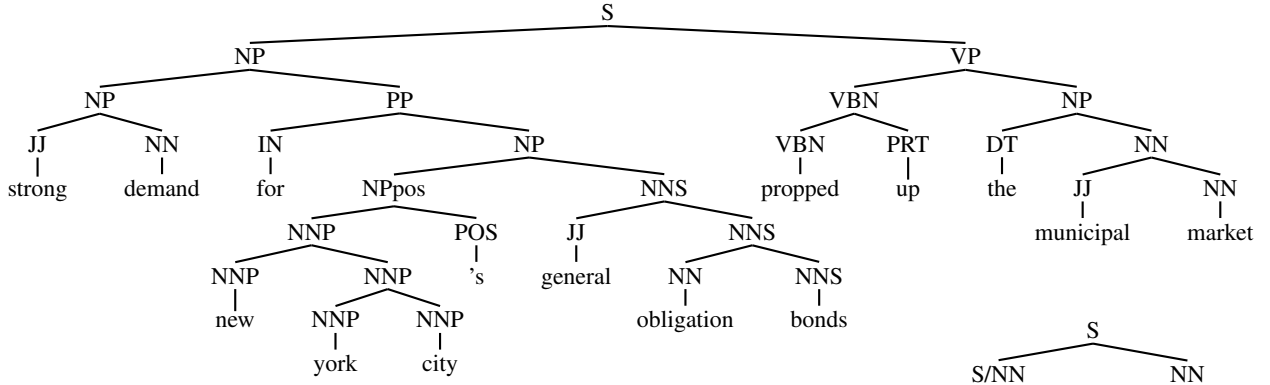 S
NP VP
NP PP VBN NP
JJ NN IN NP VBN PRT DT NN
strong demand for NPpos NNS propped up the JJ NN
NNP POS JJ NNS municipal market
NNP NNP 's general NN NNS
new NNP NNP obligation bonds S
york city S/NN NN